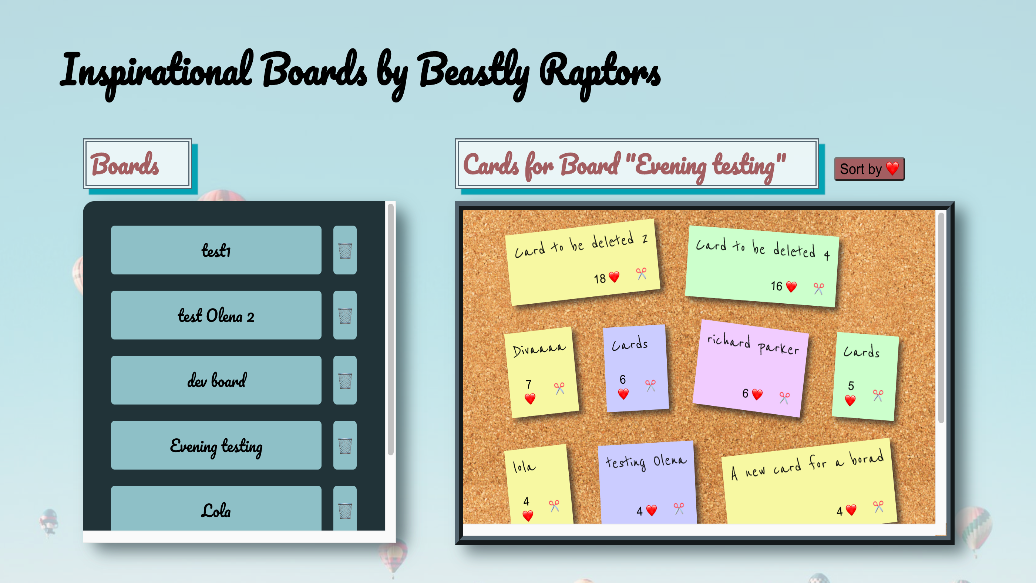 Inspirational Boards by Beastly Raptors
Boards
Cards for Board "Evening testing"
Sort by ❤️
test1
test Olena 2
dev board
Evening testing
Lola
Card to be deleted 2
18 ❤️
Card to be deleted 4
16 ❤️
Divaaaa
7
❤️
Cards
6
❤️
richard parker
6 ❤️
Cards
5
❤️
lola
4
❤️
testing Olena
4 ❤️
A new card for a borad
4 ❤️